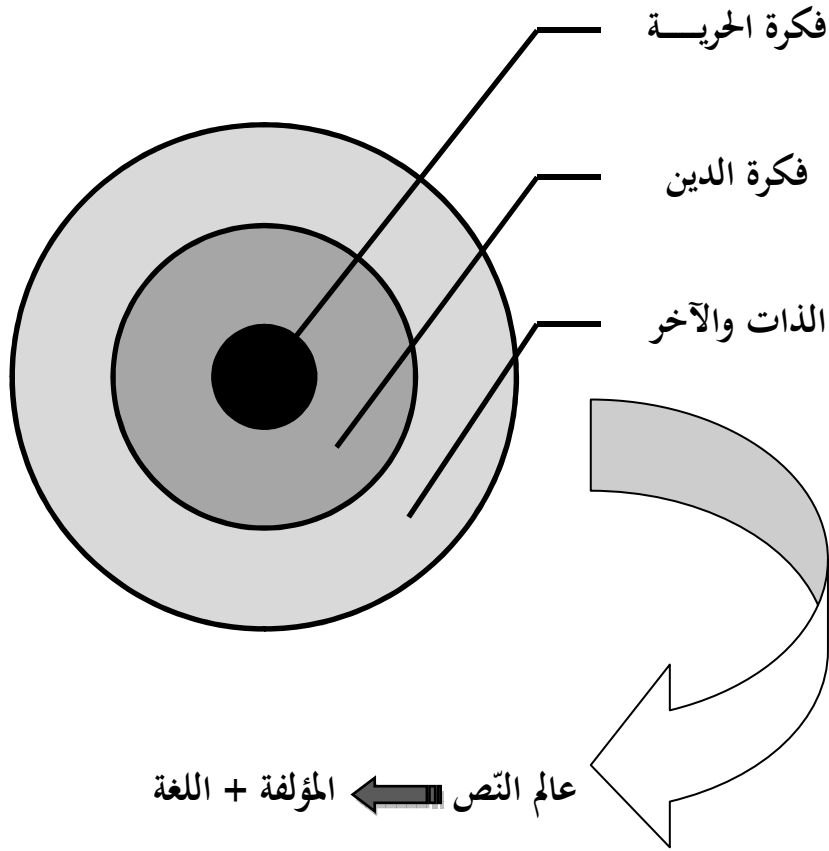 فكرة الحريـــة
فكرة الدين
الذات والآخر
عالم النّص المؤلفة + اللغة